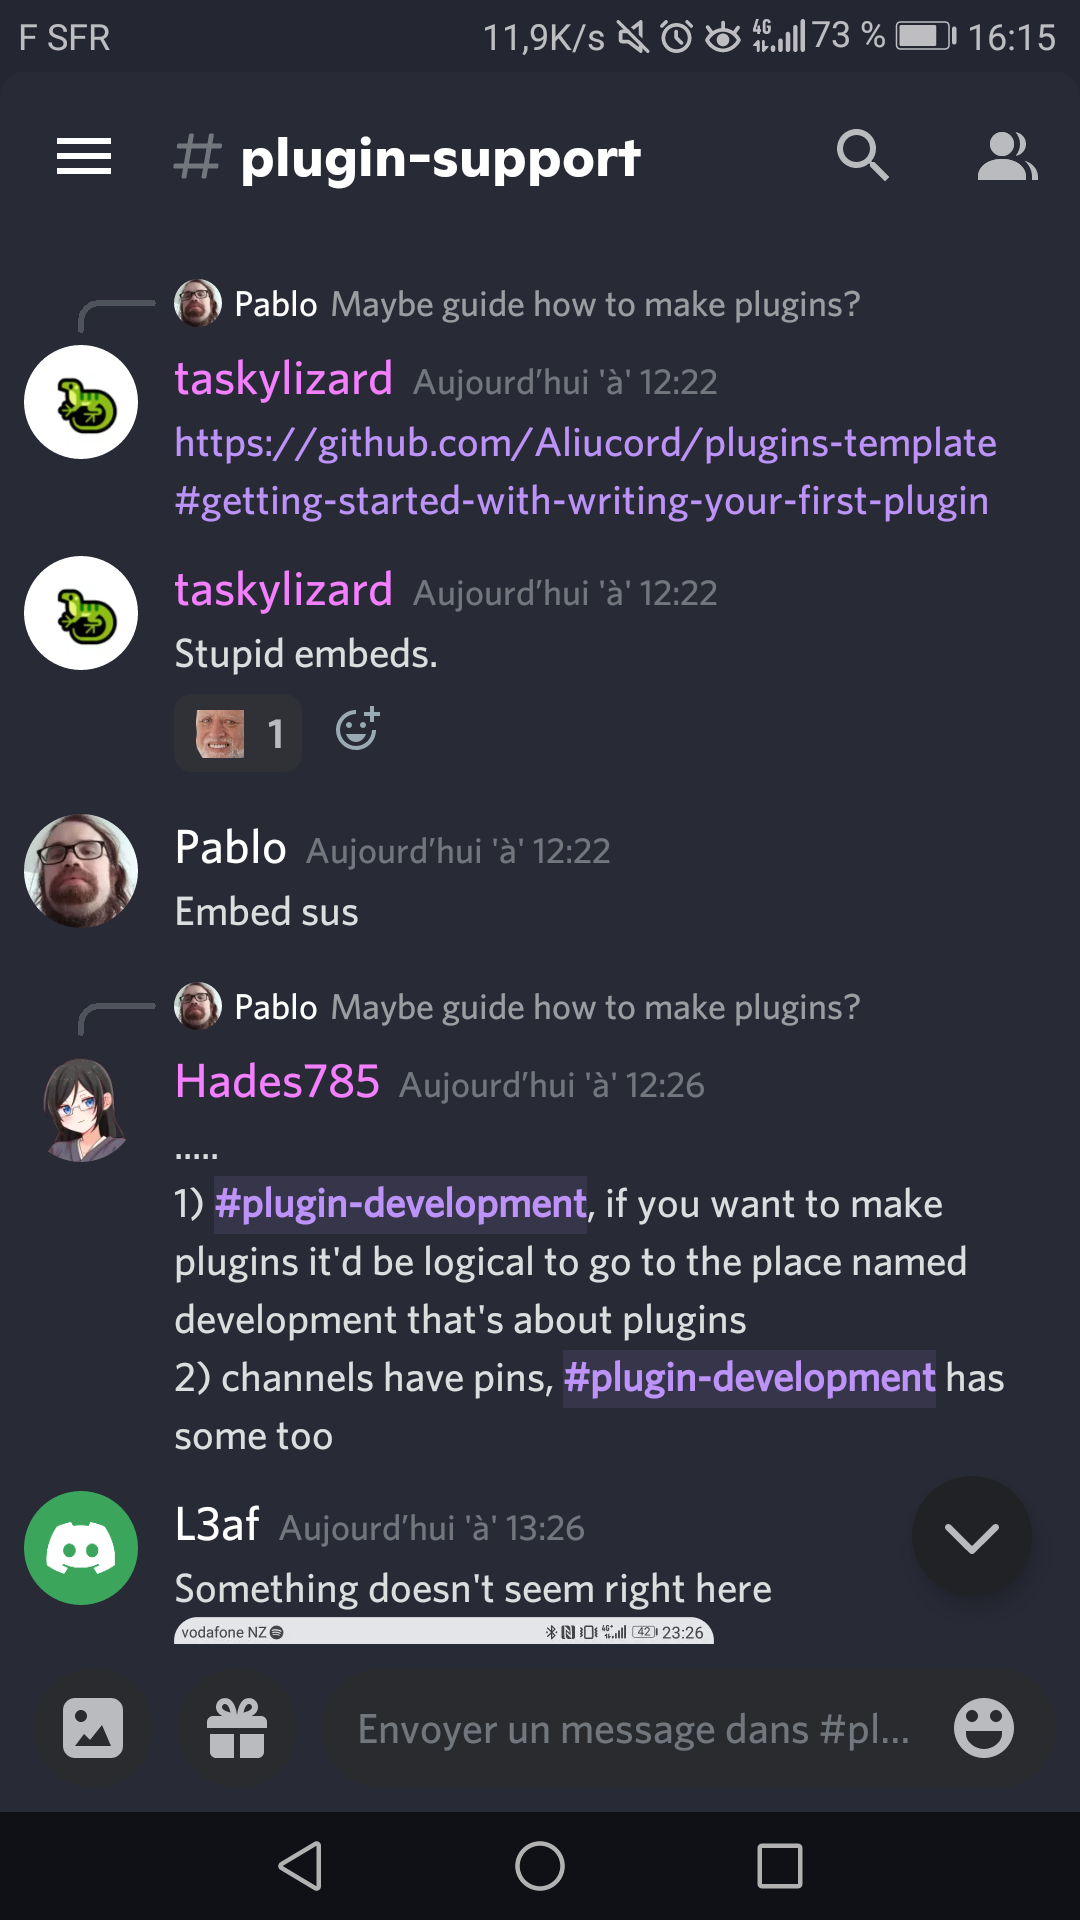 F SFR 11,9K/s 4G 73 % 16:15
# plugin-support
Pablo Maybe guide how to make plugins?
taskylizard Aujourd’hui 'à' 12:22
https://github.com/Aliucord/plugins-template
#getting-started-with-writing-your-first-plugin
taskylizard Aujourd’hui 'à' 12:22
Stupid embeds.
1
Pablo Aujourd’hui 'à' 12:22
Embed sus
Pablo Maybe guide how to make plugins?
Hades785 Aujourd’hui 'à' 12:26
.....
1) #plugin-development, if you want to make
plugins it'd be logical to go to the place named
development that's about plugins
2) channels have pins, #plugin-development has
some too
L3af Aujourd’hui 'à' 13:26
Something doesn't seem right here
vodafone NZ 4G+ 42 23:26
Envoyer un message dans #pl...